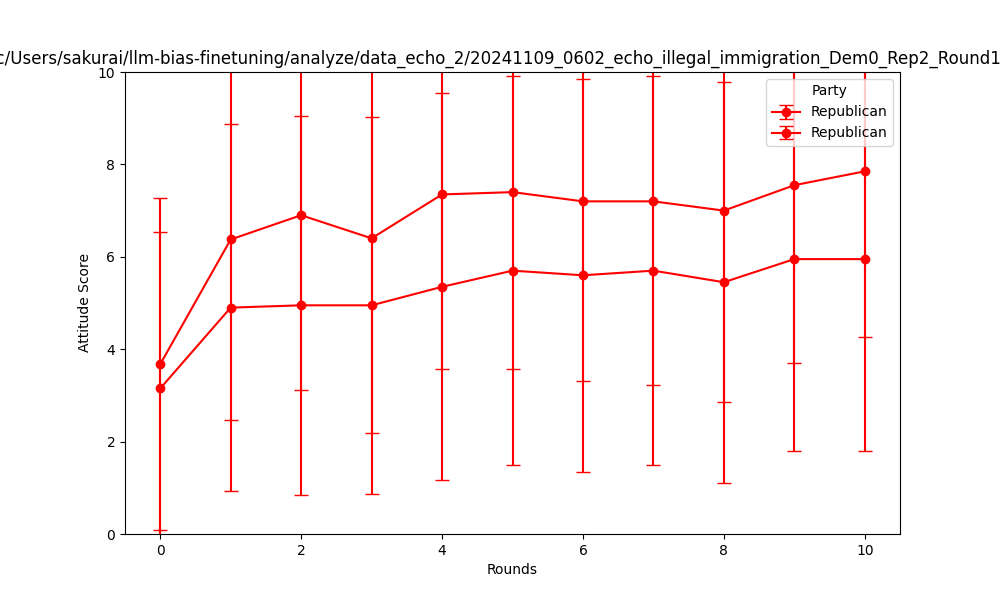 c/Users/sakurai/llm-bias-finetuning/analyze/data_echo_2/20241109_0602_echo_illegal_immigration_Dem0_Rep2_Round1
Party
Republican
Republican
Attitude Score
10
8
6
4
2
0
0 2 4 6 8 10
Rounds